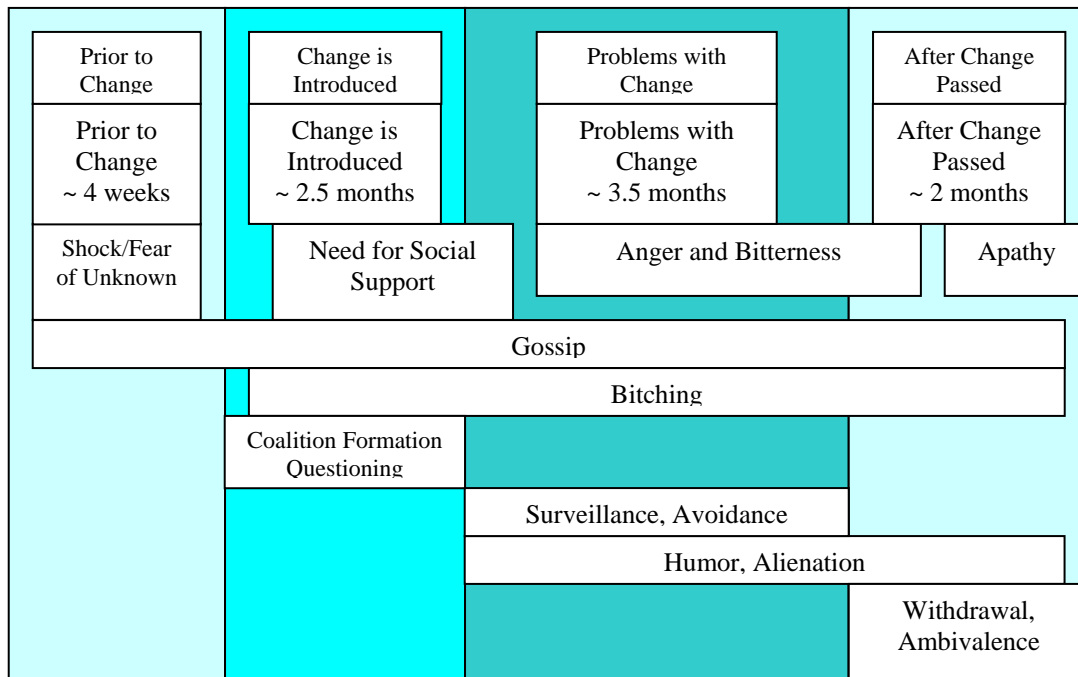 Prior to
Change
Change is
Introduced
Problems with
Change
After Change
Passed
Prior to
Change
~ 4 weeks
Change is
Introduced
~ 2.5 months
Problems with
Change
~ 3.5 months
After Change
Passed
~ 2 months
Shock/Fear
of Unknown
Need for Social
Support
Anger and Bitterness
Apathy
Gossip
Bitching
Coalition Formation
Questioning
Surveillance, Avoidance
Humor, Alienation
Withdrawal,
Ambivalence